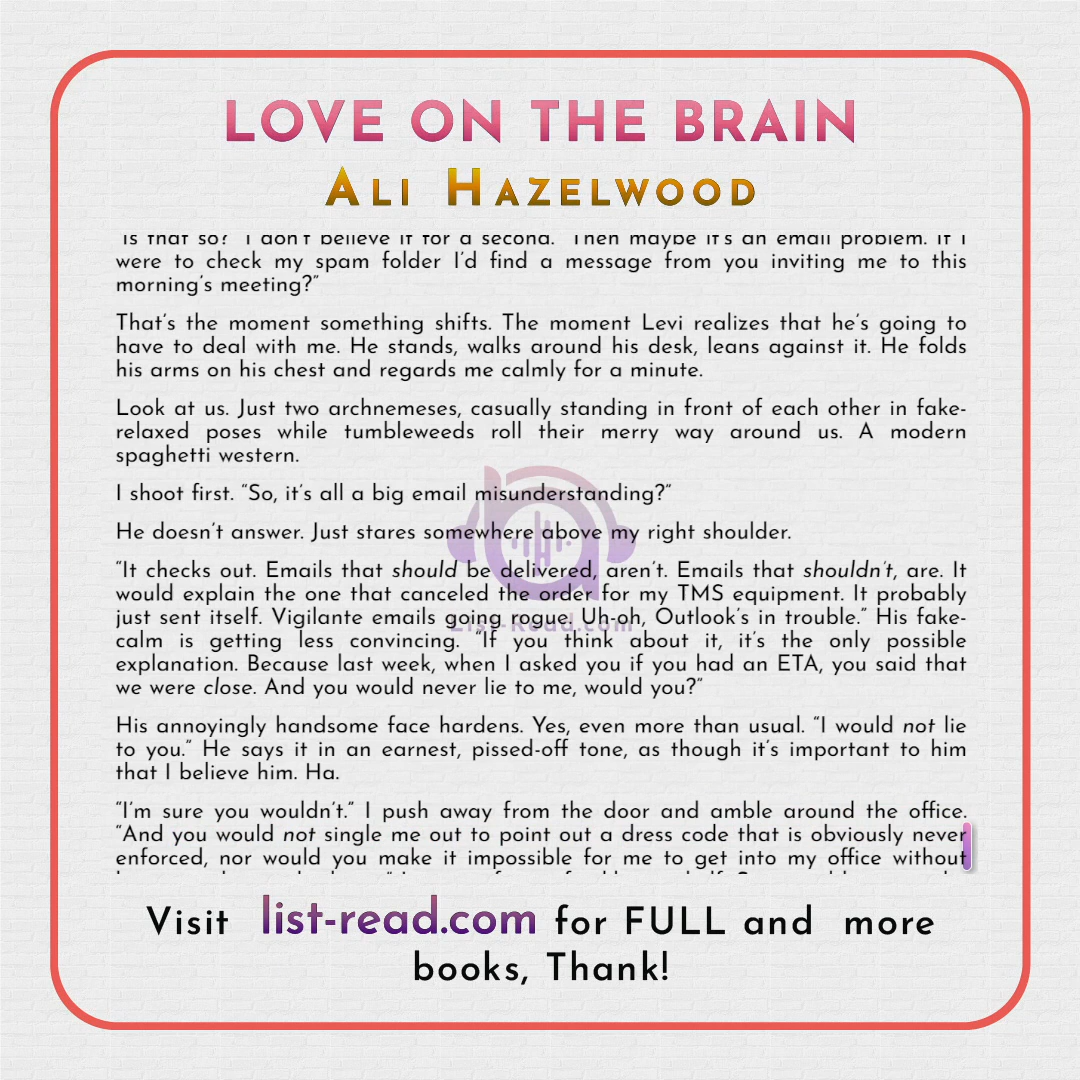 LOVE ON THE BRAIN
ALI HAZELWOOD
is that so?" I don't believe it for a second. "Then maybe it's an email problem. If I
were to check my spam folder I'd find a message from you inviting me to this
morning's meeting?"
That's the moment something shifts. The moment Levi realizes that he's going to
have to deal with me. He stands, walks around his desk, leans against it. He folds
his arms on his chest and regards me calmly for a minute.
Look at us. Just two archnemeses, casually standing in front of each other in fake-
relaxed poses while tumbleweeds roll their merry way around us. A modern
spaghetti western.
I shoot first. "So, it's all a big email misunderstanding?"
He doesn't answer. Just stares somewhere above my right shoulder.
"It checks out. Emails that should be delivered, aren't. Emails that shouldn't, are. It
would explain the one that canceled the order for my TMS equipment. It probably
just sent itself. Vigilante emails going rogue. Uh-oh, Outlook's in trouble." His fake-
List-Read.com
calm is getting less convincing. "If you think about it, it's the only possible
explanation. Because last week, when I asked you if you had an ETA, you said that
we were close. And you would never lie to me, would you?"
His annoyingly handsome face hardens. Yes, even more than usual. "I would not lie
to you." He says it in an earnest, pissed-off tone, as though it's important to him
that I believe him. Ha.
"I'm sure you wouldn't." I push away from the door and amble around the office.
"And you would not single me out to point out a dress code that is obviously never
enforced, nor would you make it impossible for me to get into my office without
Visit list-read.com for FULL and more
books, Thank!